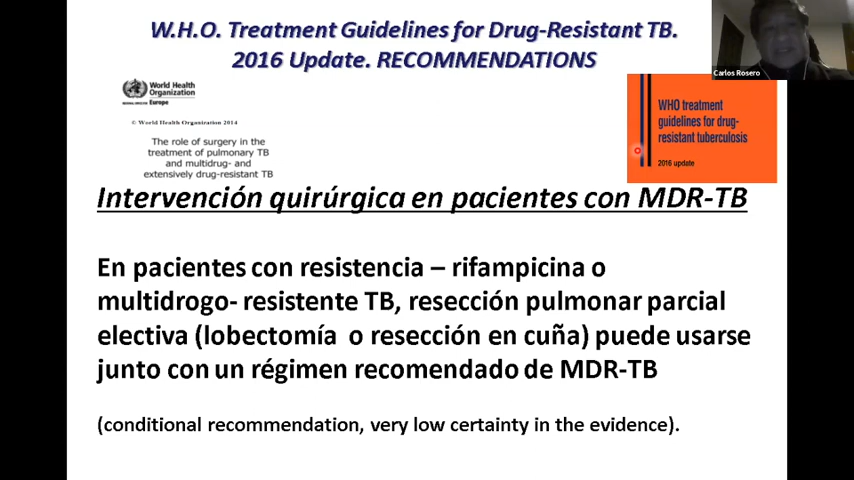 W.H.O. Treatment Guidelines for Drug-Resistant TB.
2016 Update. RECOMMENDATIONS
Carlos Rosero
World Health
Organization
Europe
© World Health Organization 2014
The role of surgery in the
treatment of pulmonary TB
and multidrug- and
extensively drug-resistant TB
WHO treatment
guidelines for drug-
resistant tuberculosis
2016 update
Intervención quirúrgica en pacientes con MDR-TB
En pacientes con resistencia – rifampicina o
multidrogo- resistente TB, resección pulmonar parcial
electiva (lobectomía o resección en cuña) puede usarse
junto con un régimen recomendado de MDR-TB
(conditional recommendation, very low certainty in the evidence).